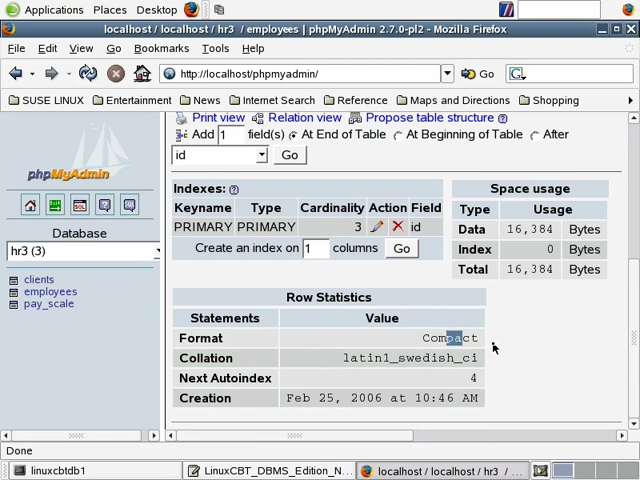 Applications Places Desktop
localhost / localhost / hr3 / employees | phpMyAdmin 2.7.0-pl2 - Mozilla Firefox
File Edit View Go Bookmarks Tools Help
http://localhost/phpmyadmin/ Go
SUSE LINUX Entertainment News Internet Search Reference Maps and Directions Shopping
phpMyAdmin
SQL
Database
hr3 (3)
clients
employees
pay_scale
Print view Relation view Propose table structure
Add 1 field(s) At End of Table At Beginning of Table After
id Go
Indexes:
Keyname Type Cardinality Action Field
PRIMARY PRIMARY 3 id
Create an index on 1 columns Go
Space usage
Type Usage
Data 16,384 Bytes
Index 0 Bytes
Total 16,384 Bytes
Row Statistics
Statements Value
Format Compact
Collation latin1_swedish_ci
Next Autoindex 4
Creation Feb 25, 2006 at 10:46 AM
Done
linuxcbtdb1 LinuxCBT_DBMS_Edition_N... localhost / localhost / hr3 / ...